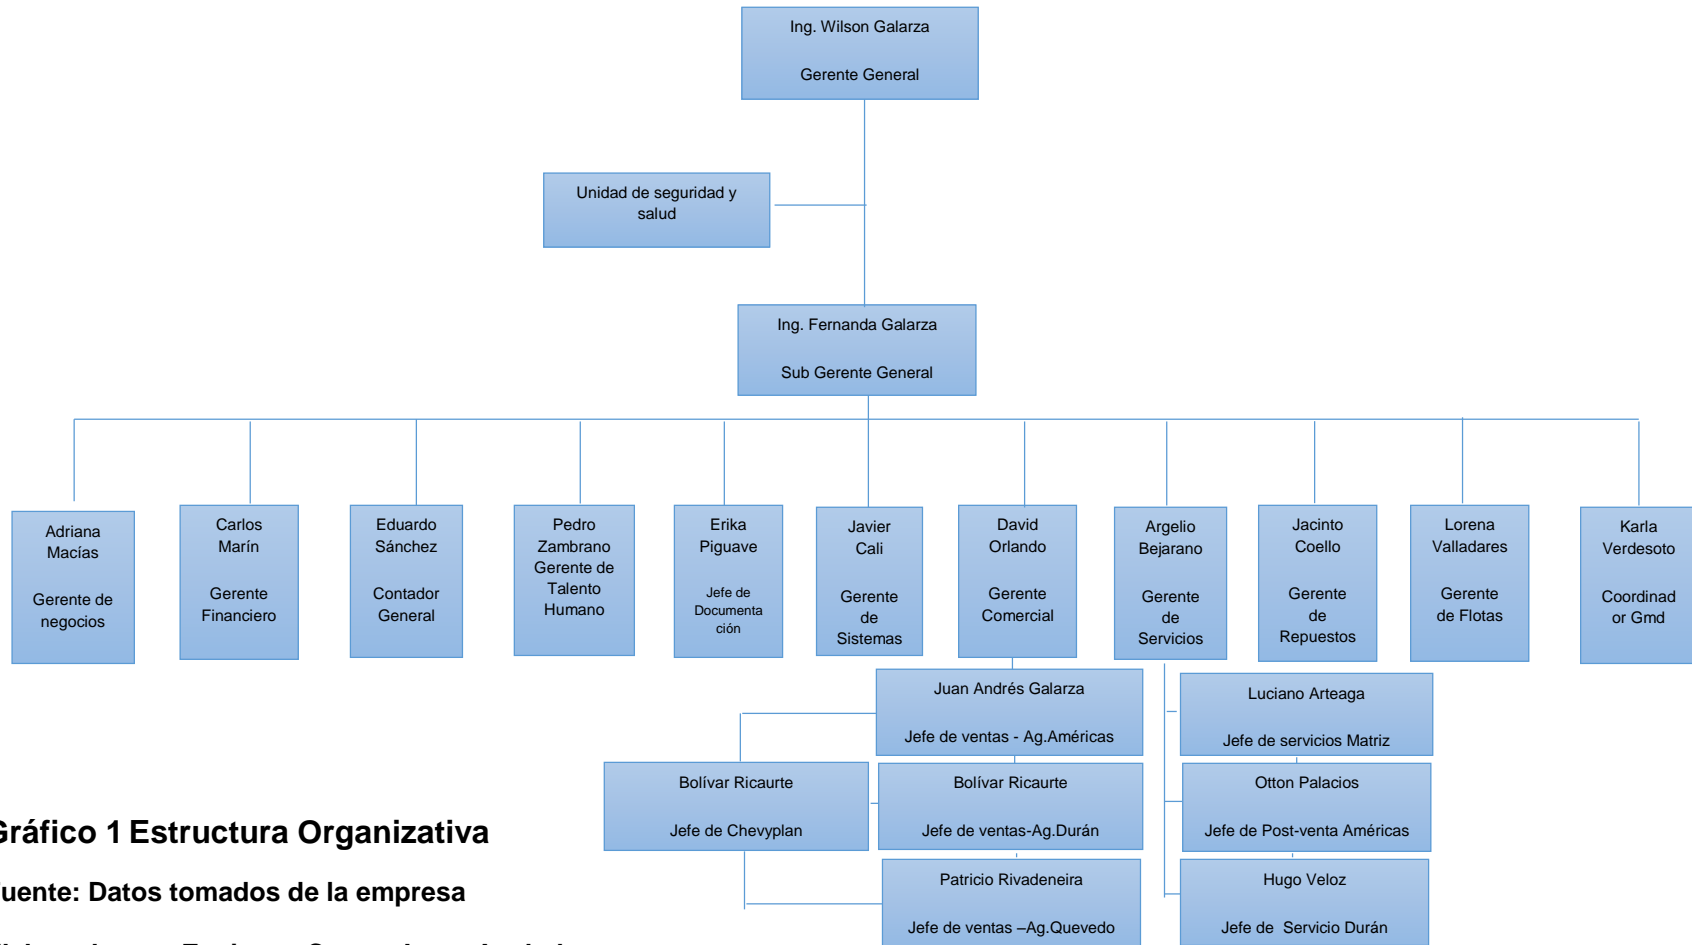 Ing. Wilson Galarza
Gerente General
Unidad de seguridad y
salud
Ing. Fernanda Galarza
Sub Gerente General
Adriana
Macías
Gerente de
negocios
Carlos
Marín
Gerente
Financiero
Eduardo
Sánchez
Contador
General
Pedro
Zambrano
Gerente de
Talento
Humano
Erika
Piguave
Jefe de
Documenta
ción
Javier
Cali
Gerente
de
Sistemas
David
Orlando
Gerente
Comercial
Argelio
Bejarano
Gerente
de
Servicios
Jacinto
Coello
Gerente
de
Repuestos
Lorena
Valladares
Gerente
de Flotas
Karla
Verdesoto
Coordinad
or Gmd
Juan Andrés Galarza
Jefe de ventas - Ag.Américas
Luciano Arteaga
Jefe de servicios Matriz
Bolívar Ricaurte
Jefe de Chevyplan
Bolívar Ricaurte
Jefe de ventas-Ag.Durán
Otton Palacios
Jefe de Post-venta Américas
Patricio Rivadeneira
Jefe de ventas –Ag.Quevedo
Hugo Veloz
Jefe de Servicio Durán
Gráfico 1 Estructura Organizativa
Fuente: Datos tomados de la empresa